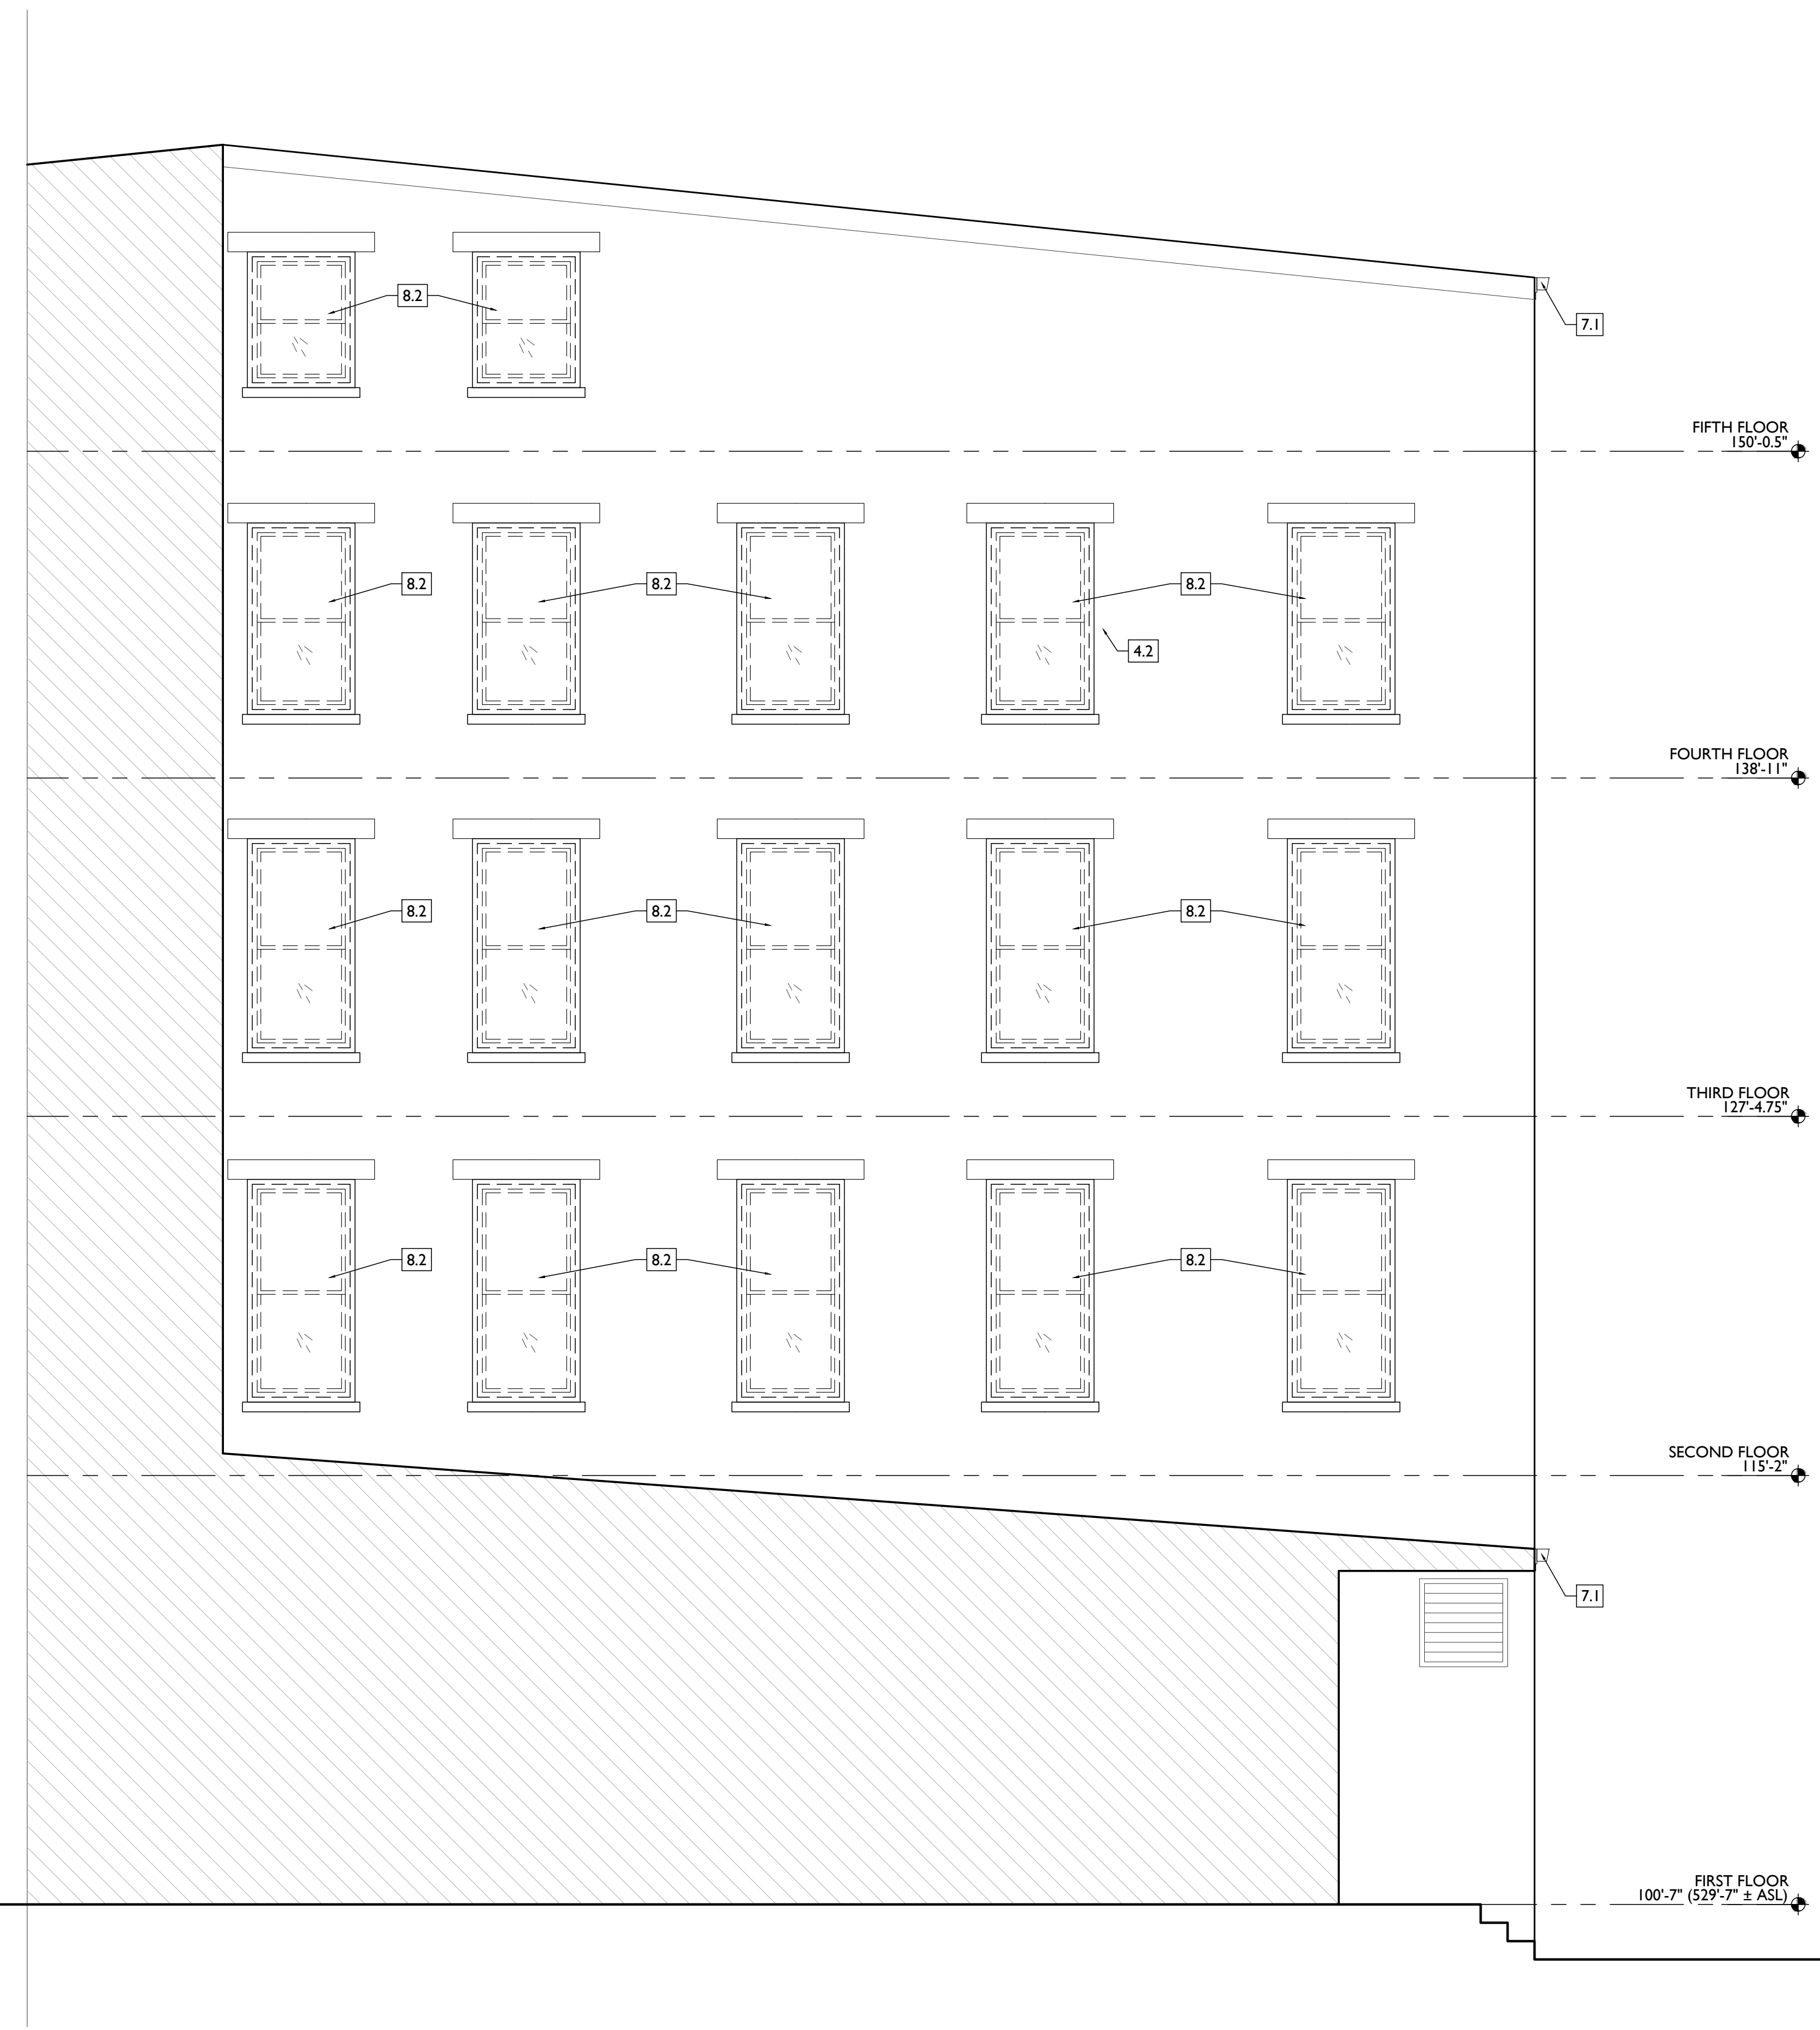 8.2
7.1
FIFTH FLOOR
150'-0.5"
8.2
8.2
8.2
4.2
FOURTH FLOOR
138'-11"
8.2
8.2
8.2
THIRD FLOOR
127'-4.75"
8.2
8.2
8.2
SECOND FLOOR
115'-2"
7.1
FIRST FLOOR
100'-7" (529'-7" ± ASL)